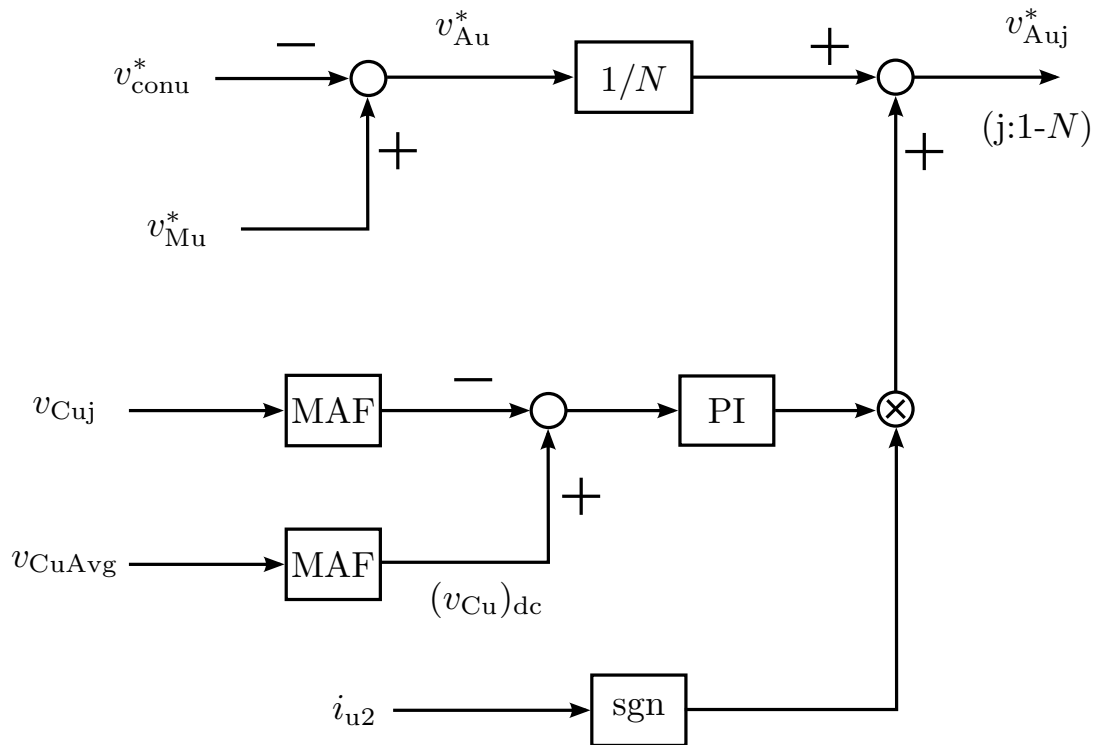 − v*Au + v*Auj
v*conu 1/N
+ + (j:1-N)
v*Mu
−
vCuj MAF PI ×
+
vCuAvg MAF
(vCu)dc
iu2 sgn